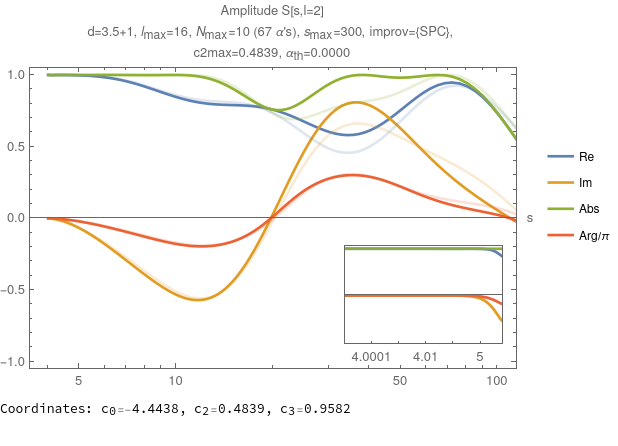 Amplitude S[s,l=2]
d=3.5+1, lmax=16, Nmax=10 (67 α's), smax=300, improv={SPC},
c2max=0.4839, αth=0.0000
1.0
0.5
0.0
-0.5
-1.0
5
10
50
100
s
4.0001
4.01
5
Re
Im
Abs
Arg/π
Coordinates: c0=-4.4438, c2=0.4839, c3=0.9582